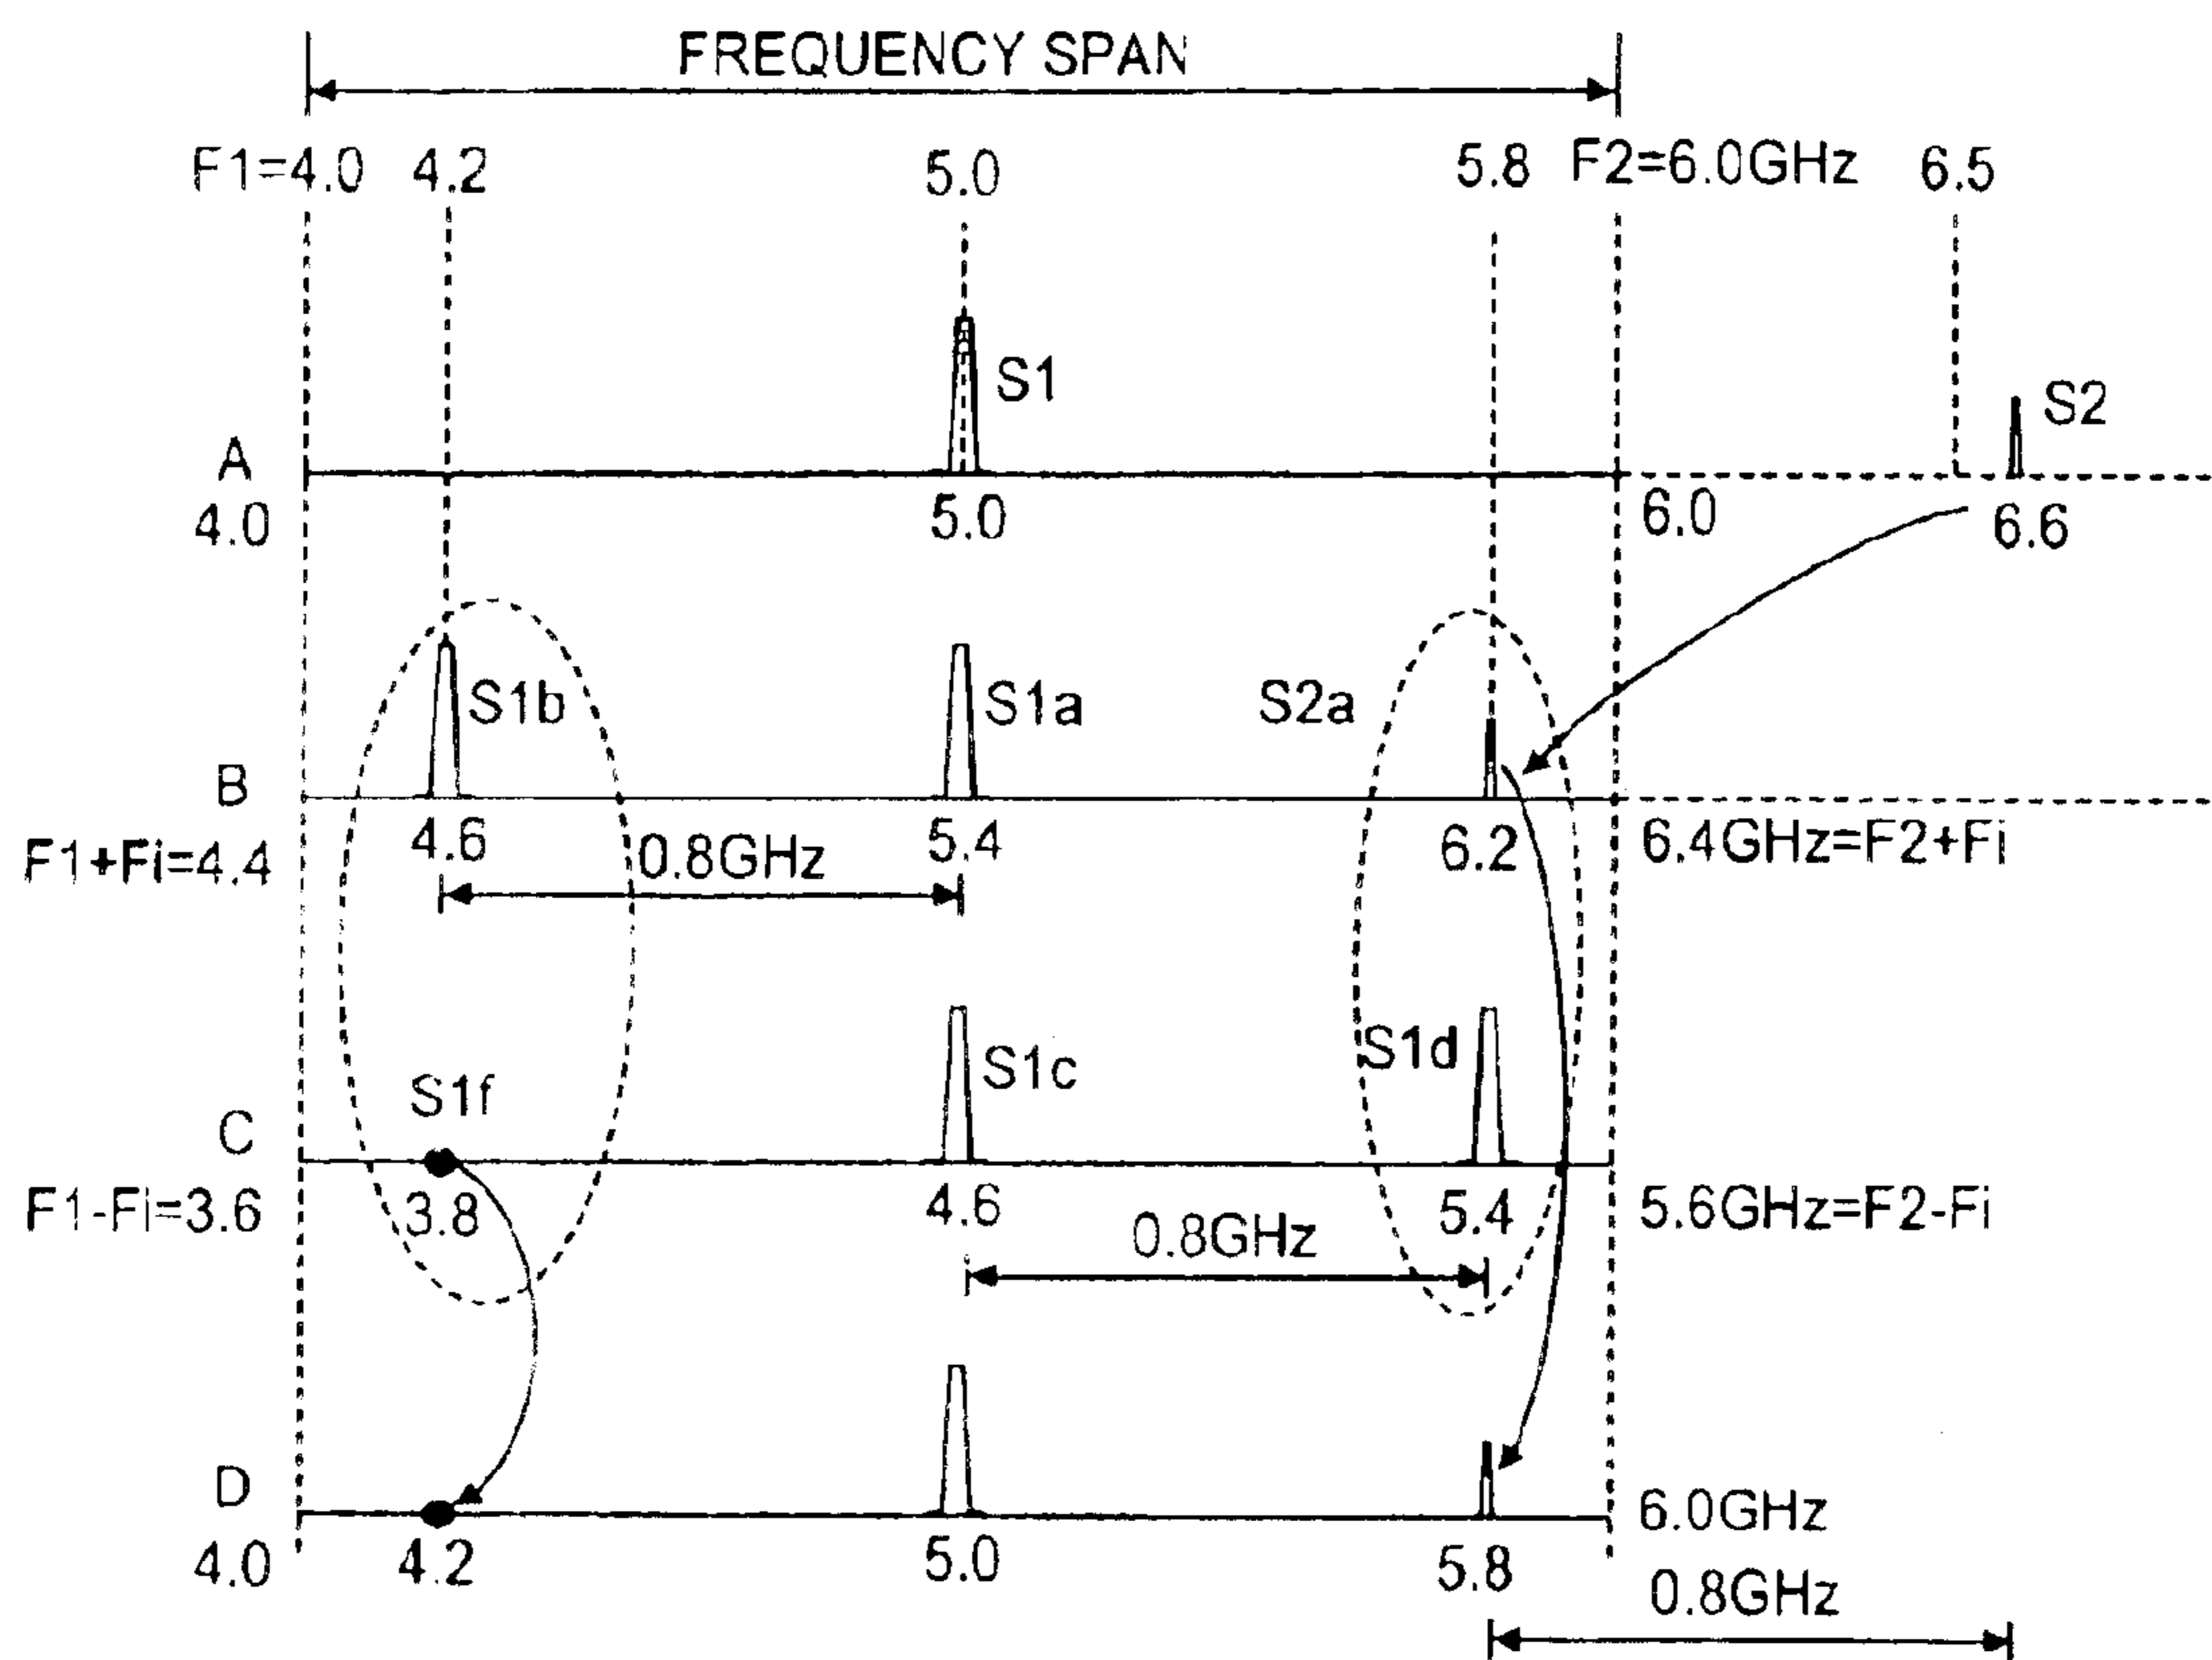 FREQUENCY SPAN
F1=4.0 4.2 5.0 5.8 F2=6.0GHz 6.5
S1
S2
A
4.0 5.0 6.0 6.6
S1b S1a S2a
B
F1+Fi=4.4 4.6 0.8GHz 5.4 6.2 6.4GHz=F2+Fi
S1f S1c S1d
C
F1-Fi=3.6 3.8 4.6 0.8GHz 5.4 5.6GHz=F2-Fi
D
4.0 4.2 5.0 5.8 6.0GHz
0.8GHz